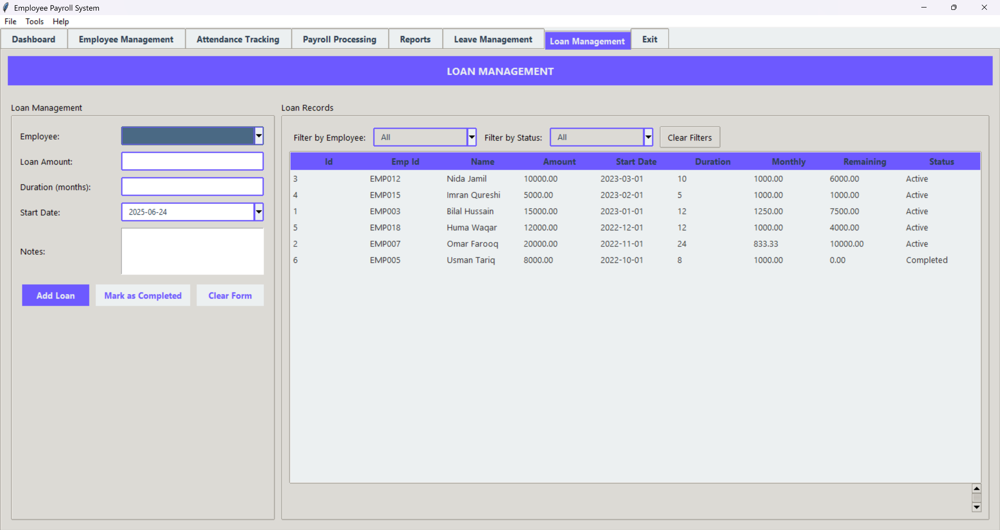 Employee Payroll System
File Tools Help
Dashboard Employee Management Attendance Tracking Payroll Processing Reports Leave Management Loan Management Exit
LOAN MANAGEMENT
Loan Management
Employee:
Loan Amount:
Duration (months):
Start Date: 2025-06-24
Notes:
Add Loan Mark as Completed Clear Form
Loan Records
Filter by Employee: All Filter by Status: All Clear Filters
Id Emp Id Name Amount Start Date Duration Monthly Remaining Status
3 EMP012 Nida Jamil 10000.00 2023-03-01 10 1000.00 6000.00 Active
4 EMP015 Imran Qureshi 5000.00 2023-02-01 5 1000.00 1000.00 Active
1 EMP003 Bilal Hussain 15000.00 2023-01-01 12 1250.00 7500.00 Active
5 EMP018 Huma Waqar 12000.00 2022-12-01 12 1000.00 4000.00 Active
2 EMP007 Omar Farooq 20000.00 2022-11-01 24 833.33 10000.00 Active
6 EMP005 Usman Tariq 8000.00 2022-10-01 8 1000.00 0.00 Completed